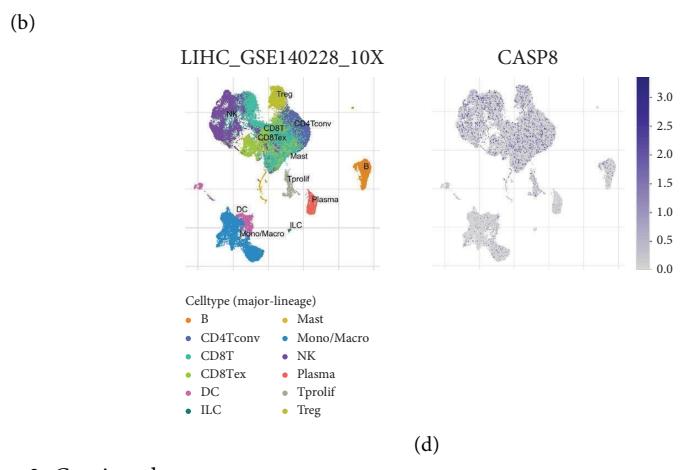 (b)
LIHC_GSE140228_10X
CASP8
Treg
NK
CD4Tconv
CD8T
CD8Tex
Mast
B
Tprolif
Plasma
DC
ILC
Mono/Macro
3.0
2.5
2.0
1.5
1.0
0.5
0.0
Celltype (major-lineage)
B
Mast
CD4Tconv
Mono/Macro
CD8T
NK
CD8Tex
Plasma
DC
Tprolif
ILC
Treg
(d)